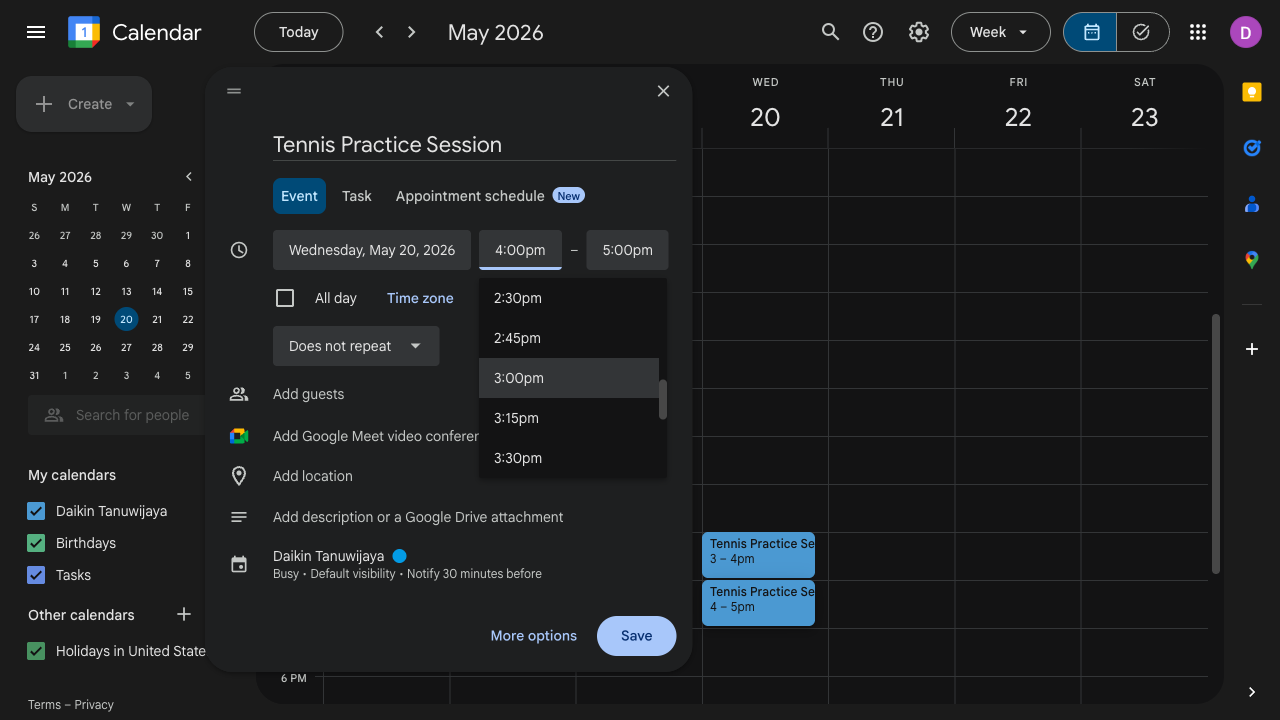 Calendar
Today
May 2026
Week
D
Create
May 2026
S M T W T F
26 27 28 29 30 1
3 4 5 6 7 8
10 11 12 13 14 15
17 18 19 20 21 22
24 25 26 27 28 29
31 1 2 3 4 5
Search for people
My calendars
Daikin Tanuwijaya
Birthdays
Tasks
Other calendars
Holidays in United State
Terms – Privacy
Tennis Practice Session
Event
Task
Appointment schedule
New
Wednesday, May 20, 2026
4:00pm
–
5:00pm
All day
Time zone
2:30pm
2:45pm
3:00pm
3:15pm
3:30pm
Does not repeat
Add guests
Add Google Meet video conferen
Add location
Add description or a Google Drive attachment
Daikin Tanuwijaya
Busy • Default visibility • Notify 30 minutes before
More options
Save
WED THU FRI SAT
20 21 22 23
Tennis Practice Se
3 – 4pm
Tennis Practice Se
4 – 5pm
6 PM